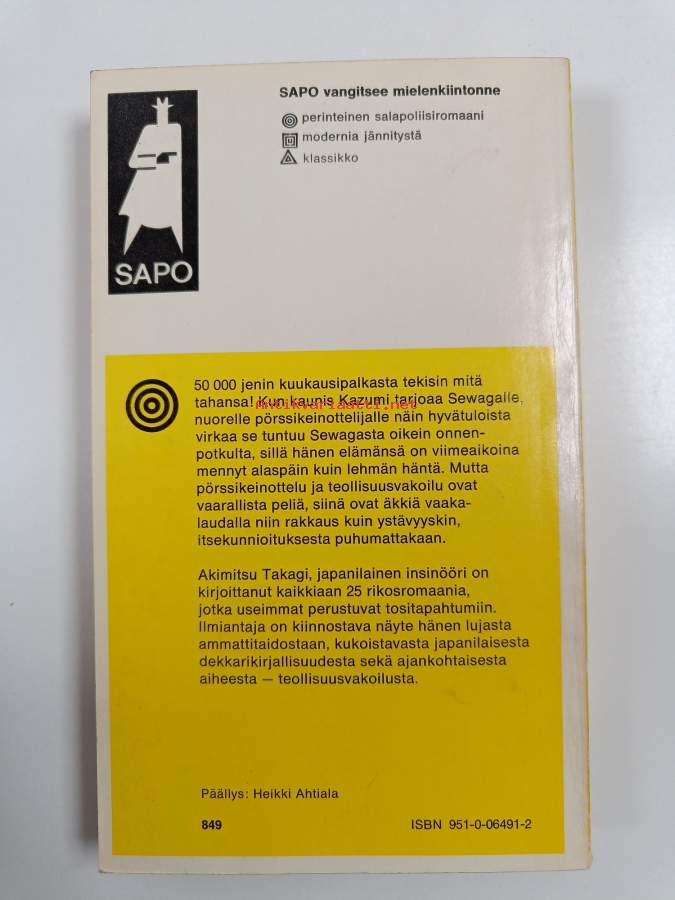 SAPO vangitsee mielenkiintonne
perinteinen salapoliisiromaani
modernia jännitystä
klassikko
SAPO
50 000 jenin kuukausipalkasta tekisin mitä
tahansa! Kun kaunis Kazumi tarjoaa Sewagalle,
Antikvariaatti.net
nuorelle pörssikeinottelijalle näin hyvätuloista
virkaa se tuntuu Sewagasta oikein onnen-
potkulta, sillä hänen elämänsä on viimeaikoina
mennyt alaspäin kuin lehmän häntä. Mutta
pörssikeinottelu ja teollisuusvakoilu ovat
vaarallista peliä, siinä ovat äkkiä vaaka-
laudalla niin rakkaus kuin ystävyyskin,
itsekunnioituksesta puhumattakaan.
Akimitsu Takagi, japanilainen insinööri on
kirjoittanut kaikkiaan 25 rikosromaania,
jotka useimmat perustuvat tositapahtumiin.
Ilmiantaja on kiinnostava näyte hänen lujasta
ammattitaidostaan, kukoistavasta japanilaisesta
dekkarikirjallisuudesta sekä ajankohtaisesta
aiheesta — teollisuusvakoilusta.
Päällys: Heikki Ahtiala
849
ISBN 951-0-06491-2